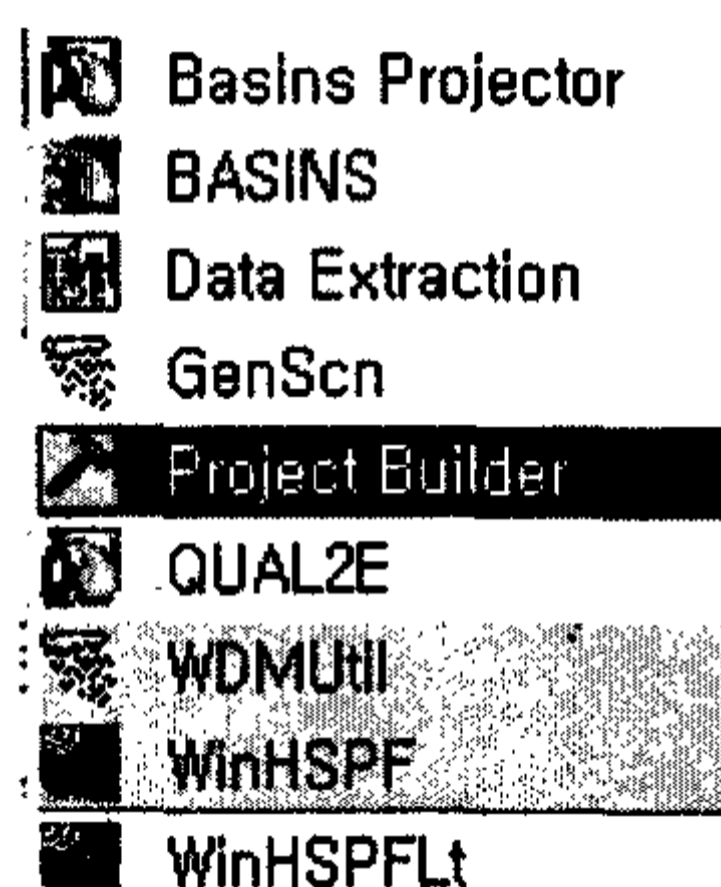 Basins Projector
BASINS
Data Extraction
GenScn
Project Builder
QUAL2E
WDMUtil
WinHSPF
WinHSPFLt